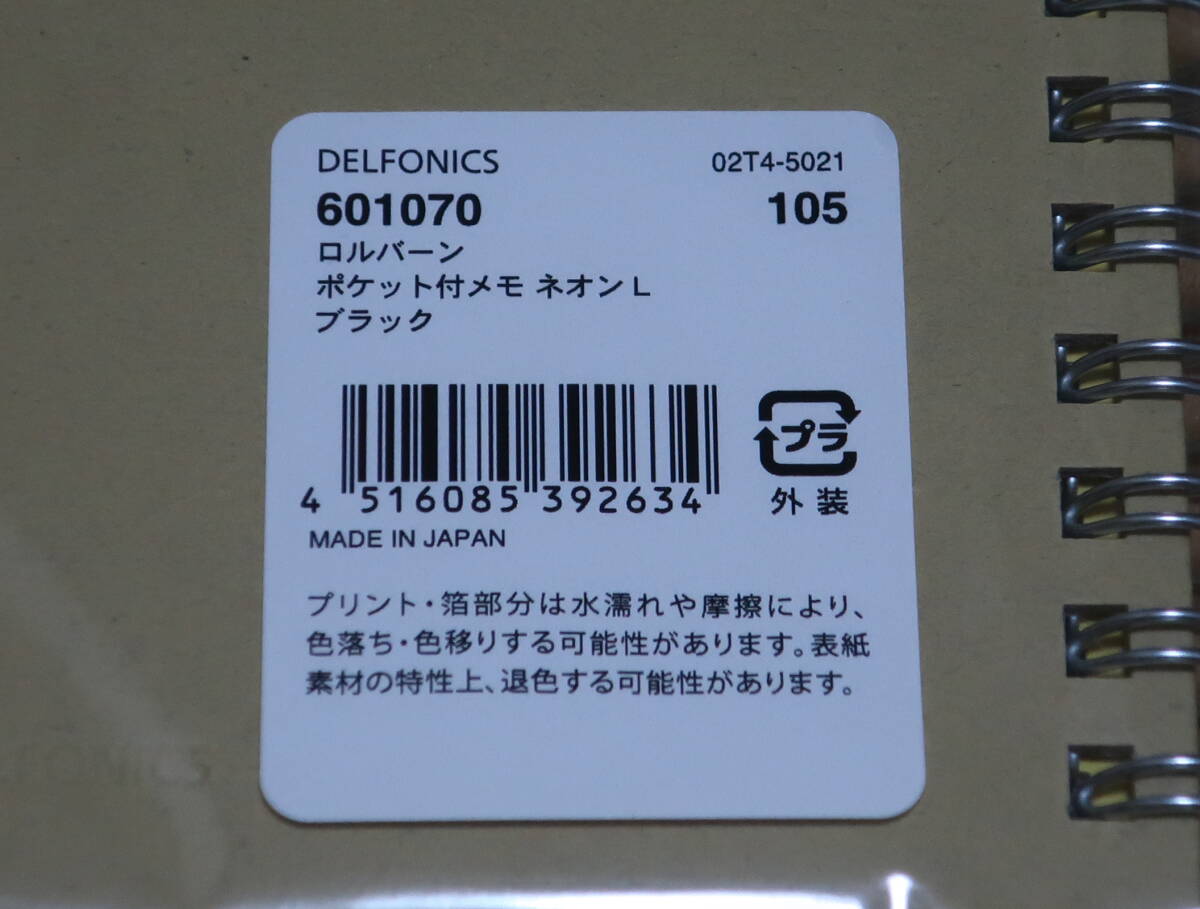 DELFONICS 02T4-5021
601070 105
ロルバーン
ポケット付メモ ネオン L
ブラック
プラ
外装
4 516085 392634
MADE IN JAPAN
プリント・箔部分は水濡れや摩擦により、
色落ち・色移りする可能性があります。表紙
素材の特性上、退色する可能性があります。
DELFONICS